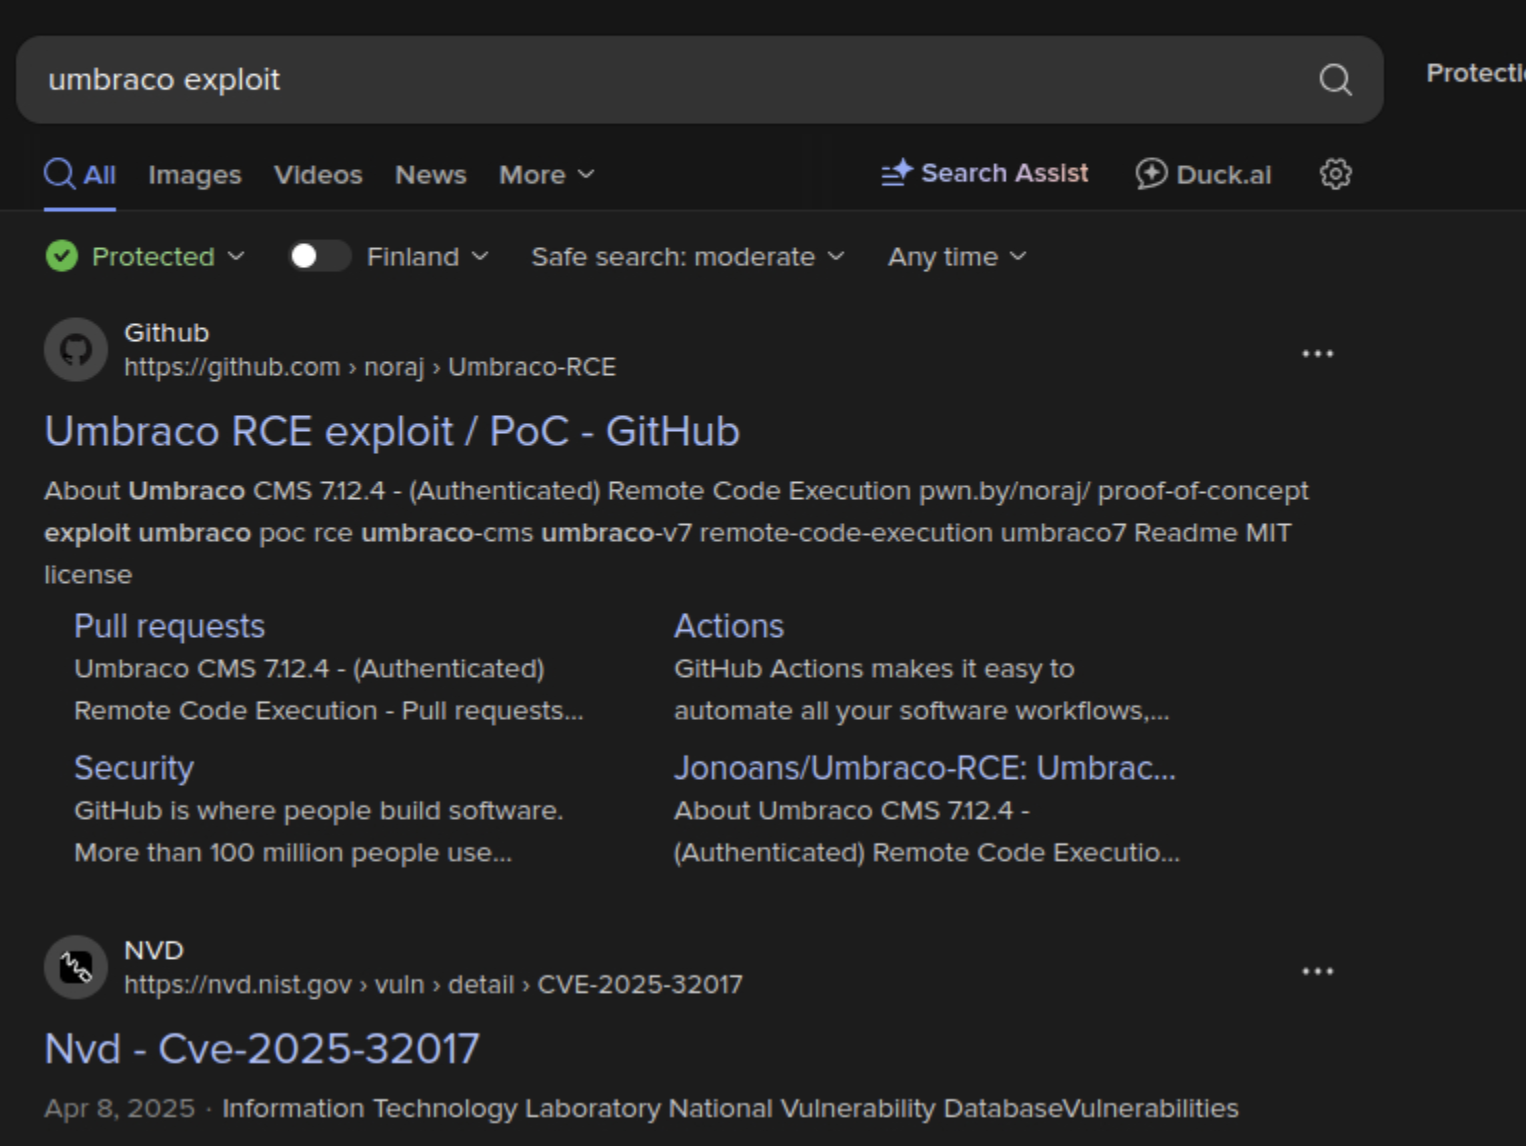 umbraco exploit
Protecti
All Images Videos News More Search Assist Duck.ai
Protected Finland Safe search: moderate Any time
Github
https://github.com › noraj › Umbraco-RCE
Umbraco RCE exploit / PoC - GitHub
About Umbraco CMS 7.12.4 - (Authenticated) Remote Code Execution pwn.by/noraj/ proof-of-concept
exploit umbraco poc rce umbraco-cms umbraco-v7 remote-code-execution umbraco7 Readme MIT
license
Pull requests
Umbraco CMS 7.12.4 - (Authenticated)
Remote Code Execution - Pull requests...
Actions
GitHub Actions makes it easy to
automate all your software workflows,...
Security
GitHub is where people build software.
More than 100 million people use...
Jonoans/Umbraco-RCE: Umbrac...
About Umbraco CMS 7.12.4 -
(Authenticated) Remote Code Executio...
NVD
https://nvd.nist.gov › vuln › detail › CVE-2025-32017
Nvd - Cve-2025-32017
Apr 8, 2025 · Information Technology Laboratory National Vulnerability DatabaseVulnerabilities